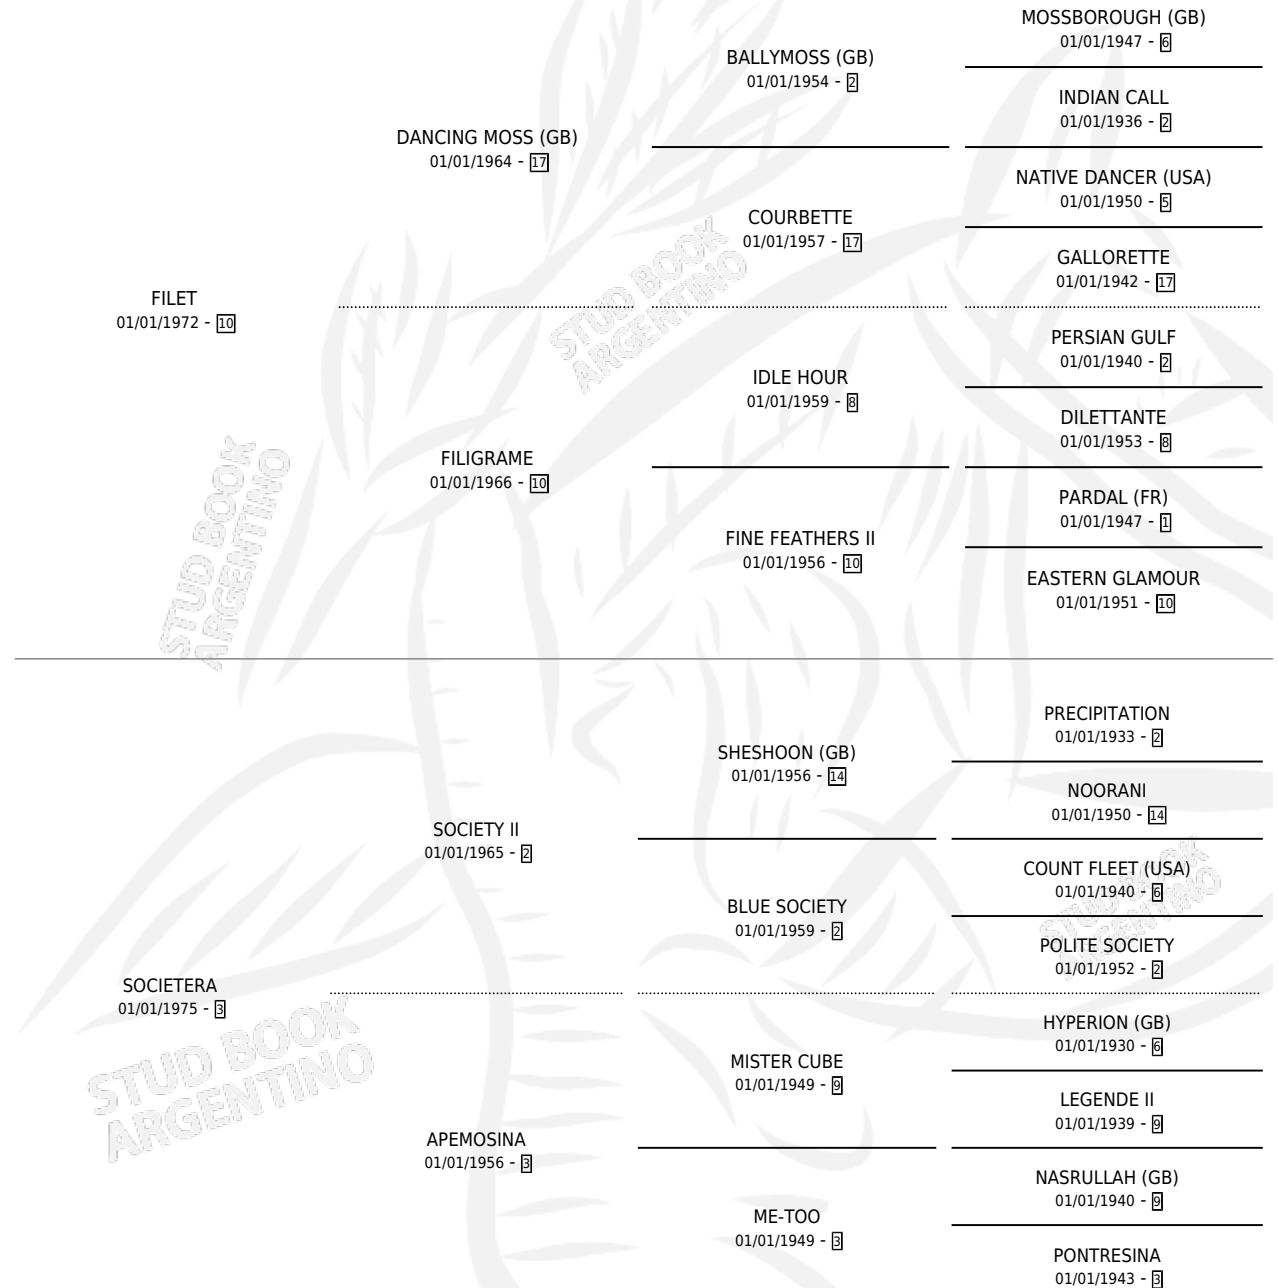 MOSSBOROUGH (GB)
01/01/1947 - 6
BALLYMOSS (GB)
01/01/1954 - 2
INDIAN CALL
01/01/1936 - 2
DANCING MOSS (GB)
01/01/1964 - 17
NATIVE DANCER (USA)
01/01/1950 - 5
COURBETTE
01/01/1957 - 17
GALLORETTE
01/01/1942 - 17
FILET
01/01/1972 - 10
STUD BOOK
ARGENTINO
PERSIAN GULF
01/01/1940 - 2
IDLE HOUR
01/01/1959 - 8
DILETTANTE
01/01/1953 - 8
FILIGRAME
01/01/1966 - 10
PARDAL (FR)
01/01/1947 - 1
FINE FEATHERS II
01/01/1956 - 10
EASTERN GLAMOUR
01/01/1951 - 10
STUD BOOK
ARGENTINO
PRECIPITATION
01/01/1933 - 2
SHESHOON (GB)
01/01/1956 - 14
NOORANI
01/01/1950 - 14
SOCIETY II
01/01/1965 - 2
COUNT FLEET (USA)
01/01/1940 - 6
BLUE SOCIETY
01/01/1959 - 2
POLITE SOCIETY
01/01/1952 - 2
STUD BOOK
ARGENTINO
SOCIETERA
01/01/1975 - 3
HYPERION (GB)
01/01/1930 - 6
MISTER CUBE
01/01/1949 - 9
LEGENDE II
01/01/1939 - 9
STUD BOOK
ARGENTINO
APEMOSINA
01/01/1956 - 3
NASRULLAH (GB)
01/01/1940 - 9
ME-TOO
01/01/1949 - 3
PONTRESINA
01/01/1943 - 3